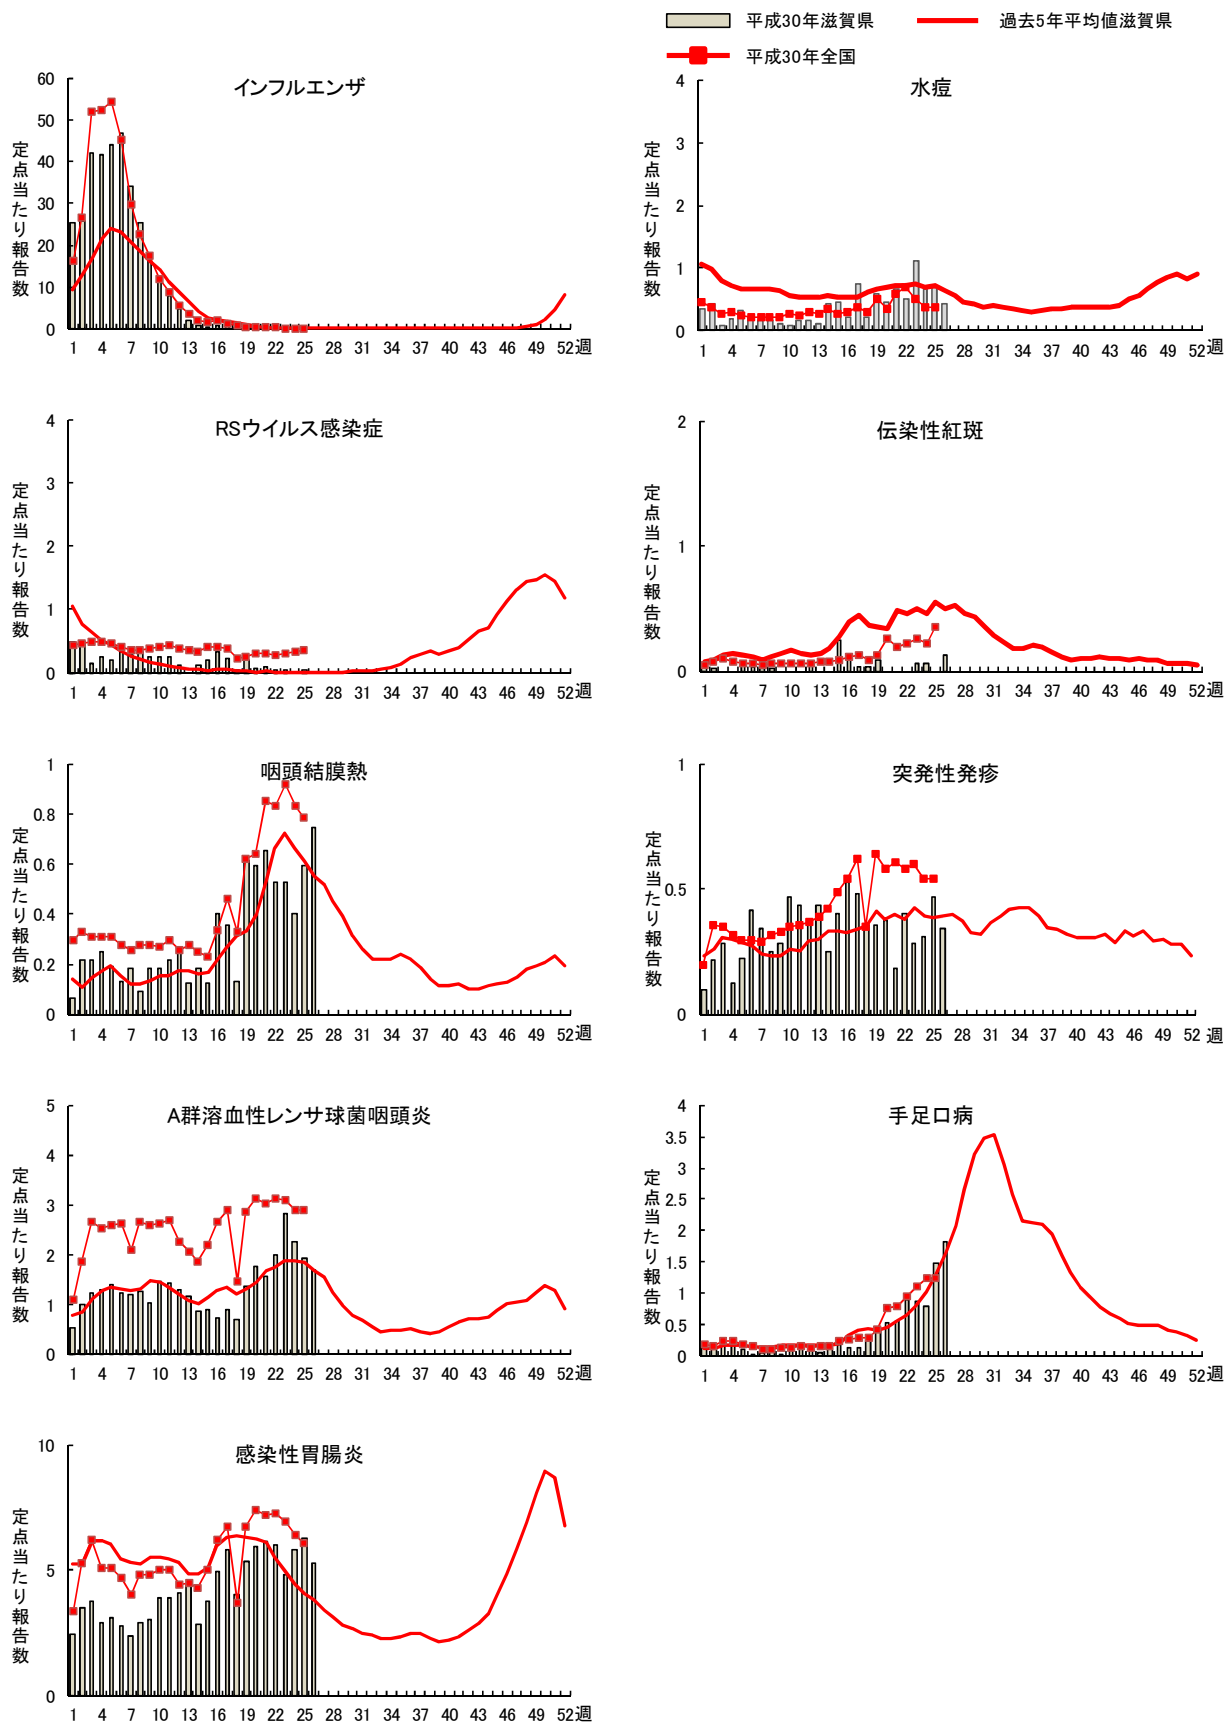 平成30年滋賀県
過去5年平均値滋賀県
平成30年全国
インフルエンザ
定点当たり報告数
60
50
40
30
20
10
0
1 4 7 10 13 16 19 22 25 28 31 34 37 40 43 46 49 52週
水痘
定点当たり報告数
4
3
2
1
0
1 4 7 10 13 16 19 22 25 28 31 34 37 40 43 46 49 52週
RSウイルス感染症
定点当たり報告数
4
3
2
1
0
1 4 7 10 13 16 19 22 25 28 31 34 37 40 43 46 49 52週
伝染性紅斑
定点当たり報告数
2
1
0
1 4 7 10 13 16 19 22 25 28 31 34 37 40 43 46 49 52週
咽頭結膜熱
定点当たり報告数
1
0.8
0.6
0.4
0.2
0
1 4 7 10 13 16 19 22 25 28 31 34 37 40 43 46 49 52週
突発性発疹
定点当たり報告数
1
0.5
0
1 4 7 10 13 16 19 22 25 28 31 34 37 40 43 46 49 52週
A群溶血性レンサ球菌咽頭炎
定点当たり報告数
5
4
3
2
1
0
1 4 7 10 13 16 19 22 25 28 31 34 37 40 43 46 49 52週
手足口病
定点当たり報告数
4
3.5
3
2.5
2
1.5
1
0.5
0
1 4 7 10 13 16 19 22 25 28 31 34 37 40 43 46 49 52週
感染性胃腸炎
定点当たり報告数
10
5
0
1 4 7 10 13 16 19 22 25 28 31 34 37 40 43 46 49 52週